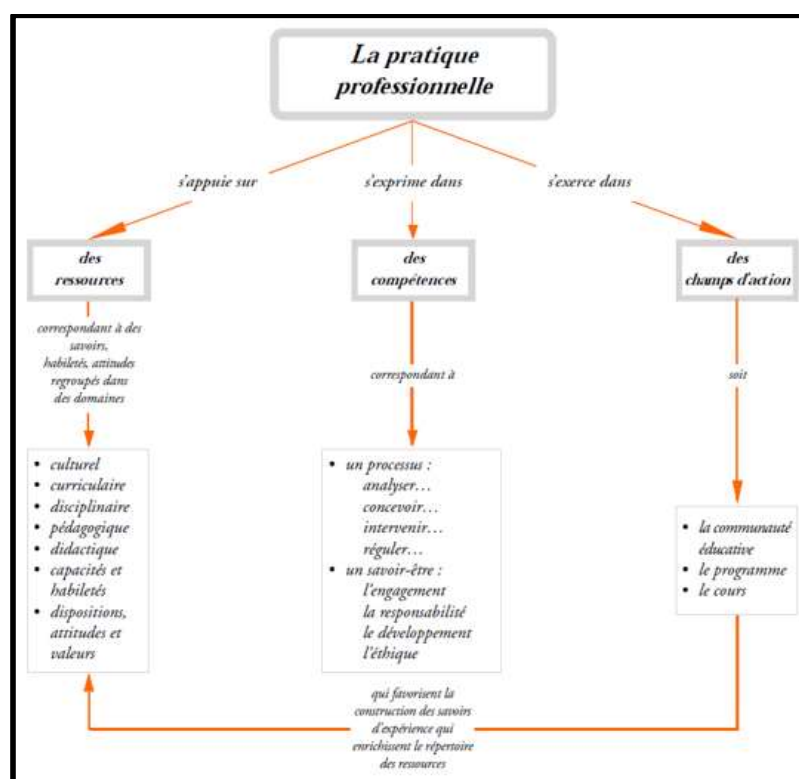 La pratique
professionnelle
s'appuie sur
s'exprime dans
s'exerce dans
des
ressources
des
compétences
des
champs d'action
correspondant à des
savoirs,
habiletés, attitudes
regroupés dans
des domaines
correspondant à
soit
• culturel
• curriculaire
• disciplinaire
• pédagogique
• didactique
• capacités et
habiletés
• dispositions,
attitudes et
valeurs
• un processus :
analyser…
concevoir…
intervenir…
réguler…
• un savoir-être :
l'engagement
la responsabilité
le développement
l'éthique
• la communauté
éducative
• le programme
• le cours
qui favorisent la
construction des savoirs
d'expérience qui
enrichissent le répertoire
des ressources